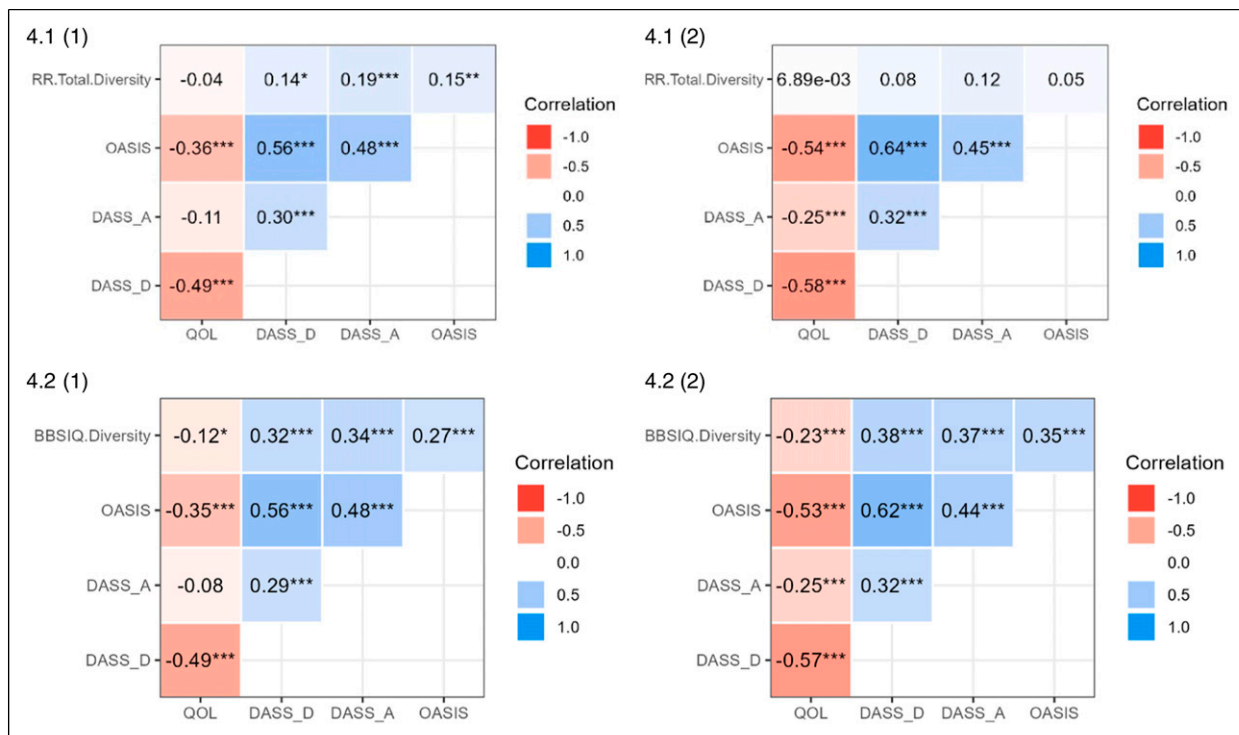 4.1 (1)
RR.Total.Diversity -0.04 0.14* 0.19*** 0.15**
OASIS -0.36*** 0.56*** 0.48***
DASS_A -0.11 0.30***
DASS_D -0.49***
QOL DASS_D DASS_A OASIS
Correlation
-1.0
-0.5
0.0
0.5
1.0
4.1 (2)
RR.Total.Diversity 6.89e-03 0.08 0.12 0.05
OASIS -0.54*** 0.64*** 0.45***
DASS_A -0.25*** 0.32***
DASS_D -0.58***
QOL DASS_D DASS_A OASIS
Correlation
-1.0
-0.5
0.0
0.5
1.0
4.2 (1)
BBSIQ.Diversity -0.12* 0.32*** 0.34*** 0.27***
OASIS -0.35*** 0.56*** 0.48***
DASS_A -0.08 0.29***
DASS_D -0.49***
QOL DASS_D DASS_A OASIS
Correlation
-1.0
-0.5
0.0
0.5
1.0
4.2 (2)
BBSIQ.Diversity -0.23*** 0.38*** 0.37*** 0.35***
OASIS -0.53*** 0.62*** 0.44***
DASS_A -0.25*** 0.32***
DASS_D -0.57***
QOL DASS_D DASS_A OASIS
Correlation
-1.0
-0.5
0.0
0.5
1.0